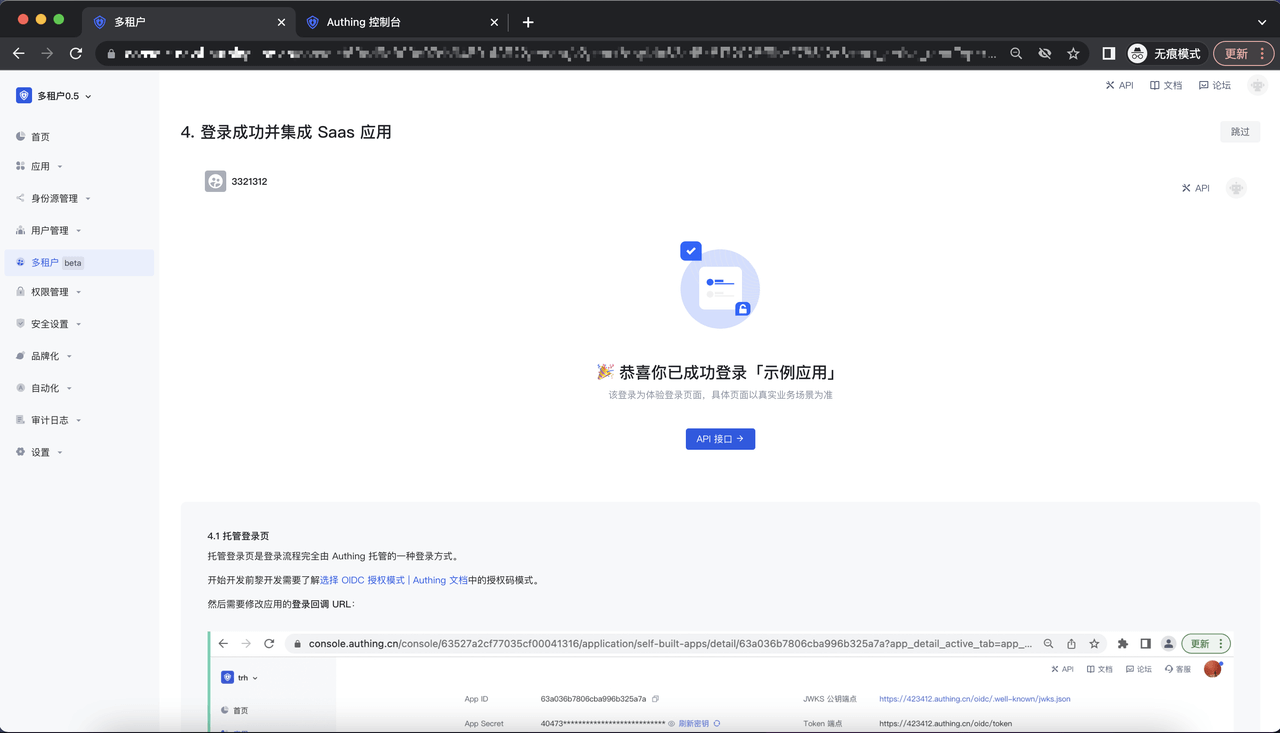 多租户
Authing 控制台
无痕模式
更新
多租户0.5
API
文档
论坛
首页
应用
身份源管理
用户管理
多租户 beta
权限管理
安全设置
品牌化
自动化
审计日志
设置
4. 登录成功并集成 Saas 应用
跳过
3321312
API
🎉 恭喜你已成功登录「示例应用」
该登录为体验登录页面，具体页面以真实业务场景为准
API 接口 →
4.1 托管登录页
托管登录页是登录流程完全由 Authing 托管的一种登录方式。
开始开发前黎开发需要了解选择 OIDC 授权模式 | Authing 文档中的授权码模式。
然后需要修改应用的登录回调 URL：
console.authing.cn/console/63527a2cf77035cf00041316/application/self-built-apps/detail/63a036b7806cba996b325a7a?app_detail_active_tab=app_...
更新
trh
API
文档
论坛
客服
首页
App ID
63a036b7806cba996b325a7a
JWKS 公钥端点
https://423412.authing.cn/oidc/.well-known/jwks.json
App Secret
40473**************************** 刷新密钥
Token 端点
https://423412.authing.cn/oidc/token